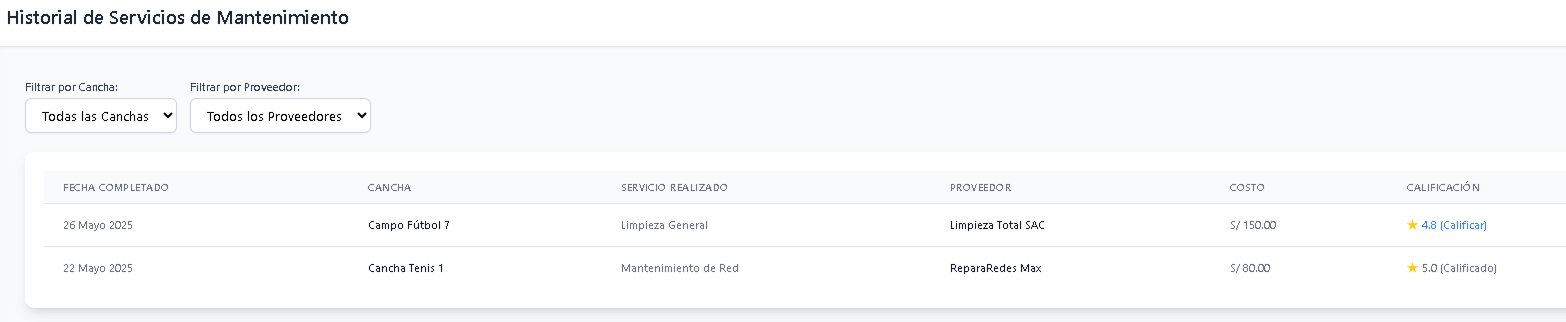 Historial de Servicios de Mantenimiento
Filtrar por Cancha: Filtrar por Proveedor:
Todas las Canchas Todos los Proveedores
FECHA COMPLETADO CANCHA SERVICIO REALIZADO PROVEEDOR COSTO CALIFICACIÓN
26 Mayo 2025 Campo Fútbol 7 Limpieza General Limpieza Total SAC S/ 150.00 ★ 4.8 (Calificar)
22 Mayo 2025 Cancha Tenis 1 Mantenimiento de Red RepararRedes Max S/ 80.00 ★ 5.0 (Calificado)